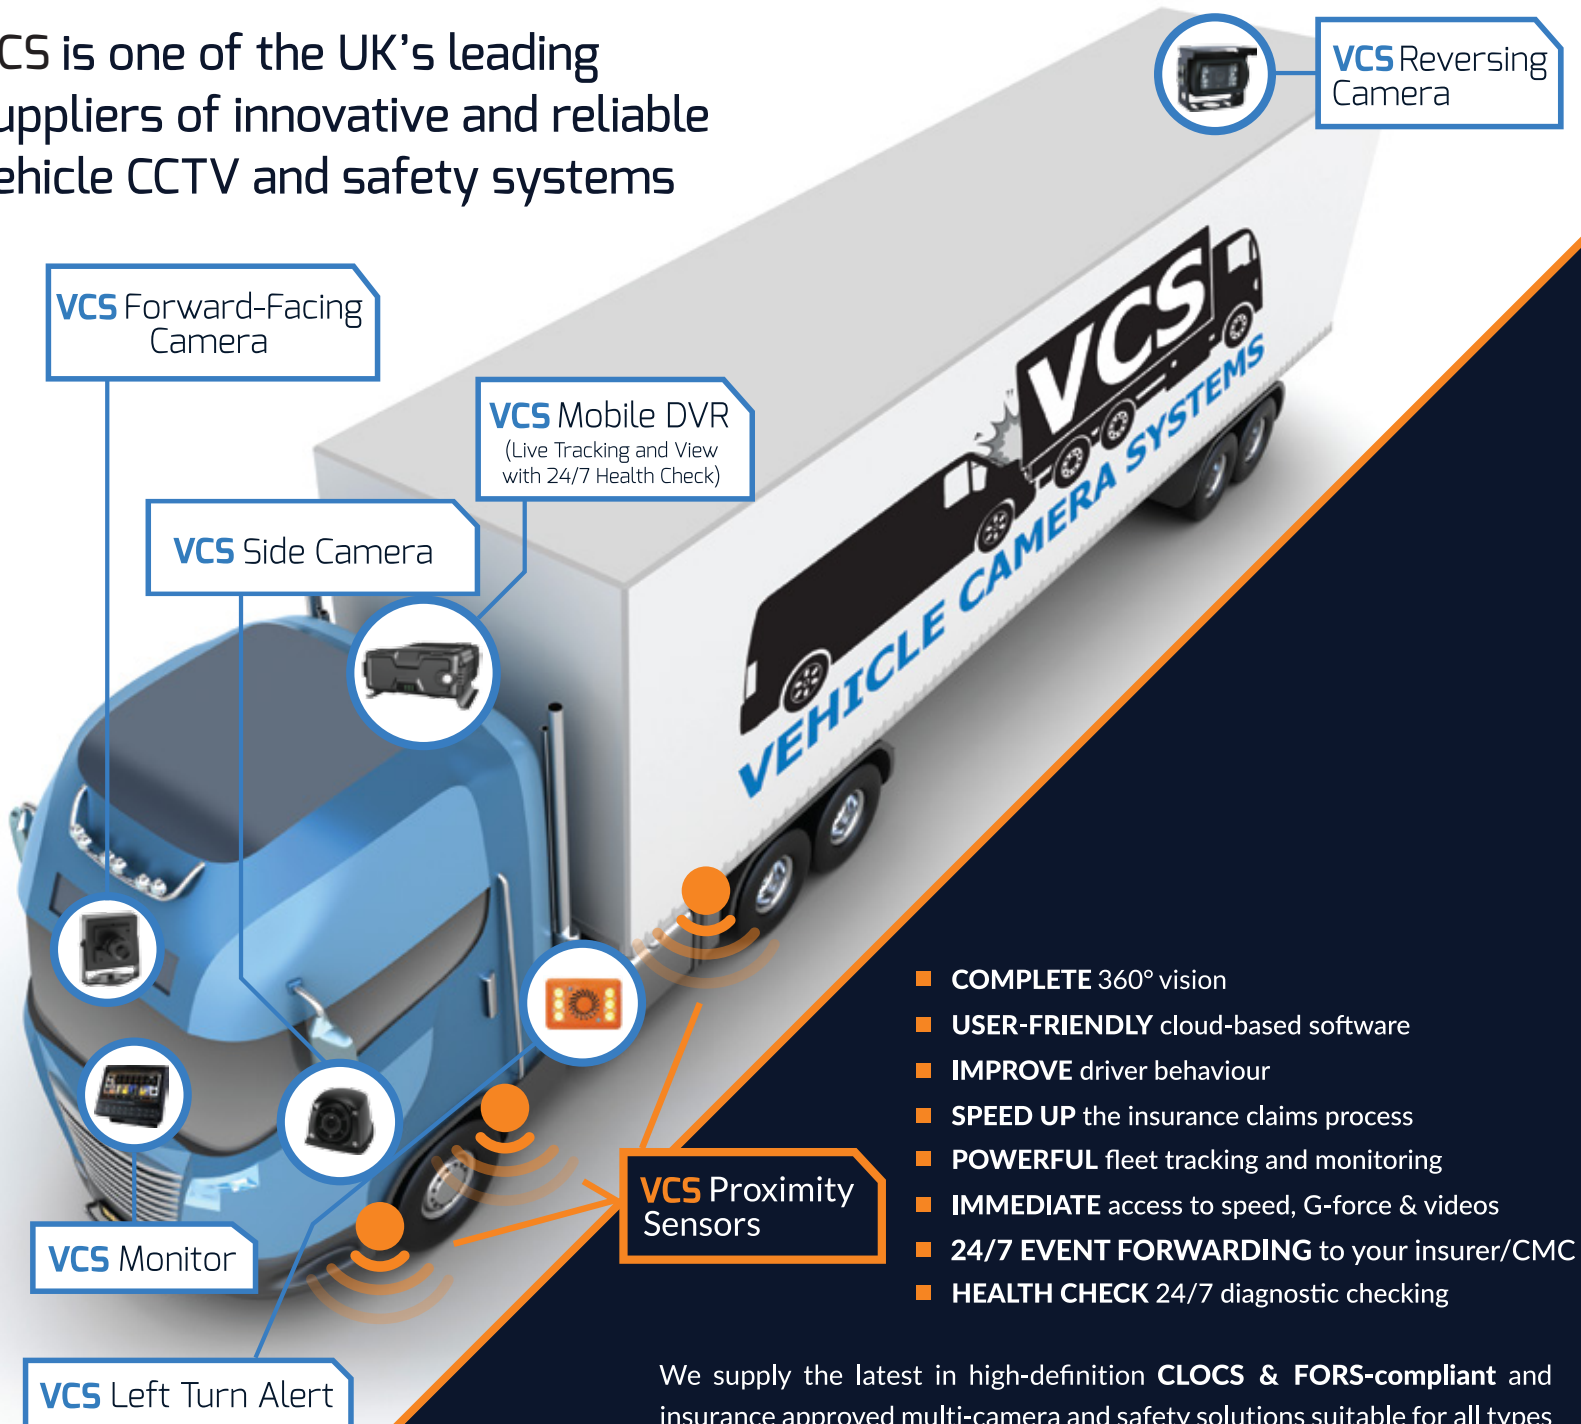 CS is one of the UK's leading
uppliers of innovative and reliable
ehicle CCTV and safety systems
VCS Reversing
Camera
VCS Forward-Facing
Camera
VCS Mobile DVR
(Live Tracking and View
with 24/7 Health Check)
VCS Side Camera
VCS
VEHICLE CAMERA SYSTEMS
COMPLETE 360° vision
USER-FRIENDLY cloud-based software
IMPROVE driver behaviour
SPEED UP the insurance claims process
POWERFUL fleet tracking and monitoring
IMMEDIATE access to speed, G-force & videos
24/7 EVENT FORWARDING to your insurer/CMC
HEALTH CHECK 24/7 diagnostic checking
VCS Proximity
Sensors
VCS Monitor
VCS Left Turn Alert
We supply the latest in high-definition CLOCS & FORS-compliant and
insurance approved multi-camera and safety solutions suitable for all types